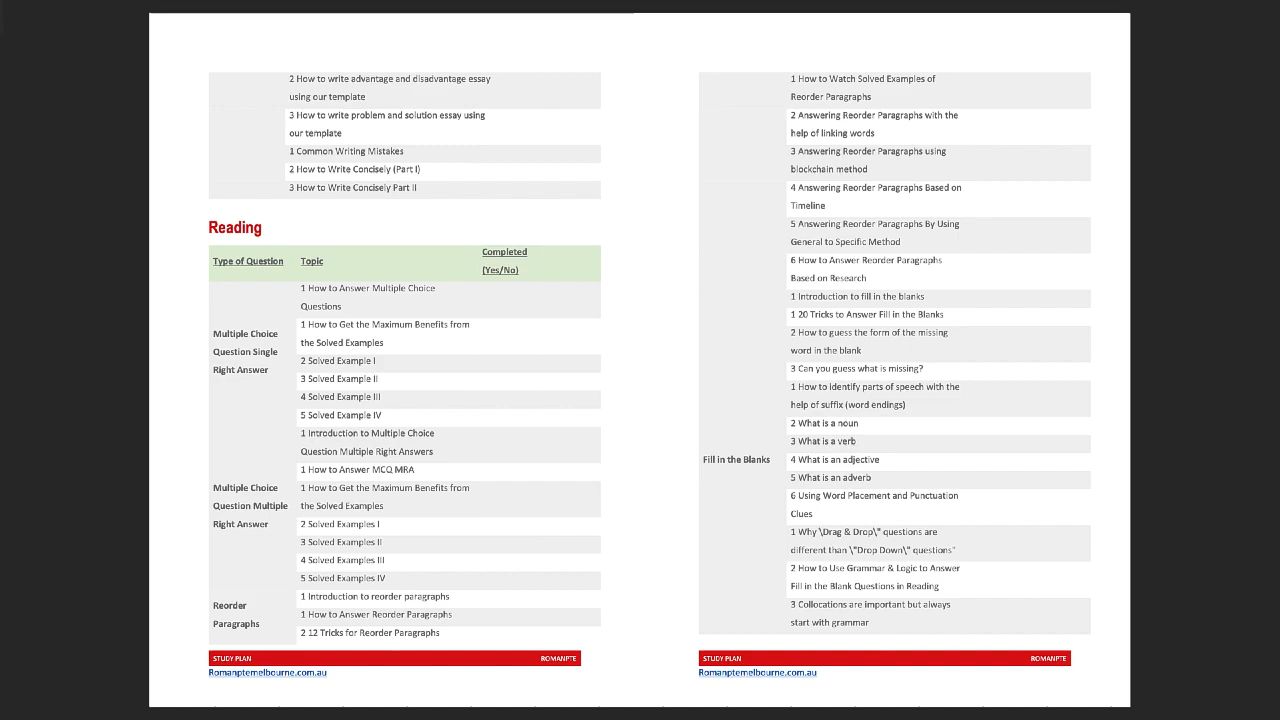 2 How to write advantage and disadvantage essay
using our template
3 How to write problem and solution essay using
our template
1 Common Writing Mistakes
2 How to Write Concisely (Part I)
3 How to Write Concisely Part II
Reading
Type of Question
Topic
Completed
(Yes/No)
Multiple Choice
Question Single
Right Answer
1 How to Answer Multiple Choice
Questions
1 How to Get the Maximum Benefits from
the Solved Examples
2 Solved Example I
3 Solved Example II
4 Solved Example III
5 Solved Example IV
Multiple Choice
Question Multiple
Right Answer
1 Introduction to Multiple Choice
Question Multiple Right Answers
1 How to Answer MCQ MRA
1 How to Get the Maximum Benefits from
the Solved Examples
2 Solved Examples I
3 Solved Examples II
4 Solved Examples III
5 Solved Examples IV
Reorder
Paragraphs
1 Introduction to reorder paragraphs
1 How to Answer Reorder Paragraphs
2 12 Tricks for Reorder Paragraphs
STUDY PLAN ROMANPTE
Romanptemelbourne.com.au
1 How to Watch Solved Examples of
Reorder Paragraphs
2 Answering Reorder Paragraphs with the
help of linking words
3 Answering Reorder Paragraphs using
blockchain method
4 Answering Reorder Paragraphs Based on
Timeline
5 Answering Reorder Paragraphs By Using
General to Specific Method
6 How to Answer Reorder Paragraphs
Based on Research
Fill in the Blanks
1 Introduction to fill in the blanks
1 20 Tricks to Answer Fill in the Blanks
2 How to guess the form of the missing
word in the blank
3 Can you guess what is missing?
1 How to identify parts of speech with the
help of suffix (word endings)
2 What is a noun
3 What is a verb
4 What is an adjective
5 What is an adverb
6 Using Word Placement and Punctuation
Clues
1 Why \Drag & Drop\" questions are
different than \"Drop Down\" questions"
2 How to Use Grammar & Logic to Answer
Fill in the Blank Questions in Reading
3 Collocations are important but always
start with grammar
STUDY PLAN ROMANPTE
Romanptemelbourne.com.au